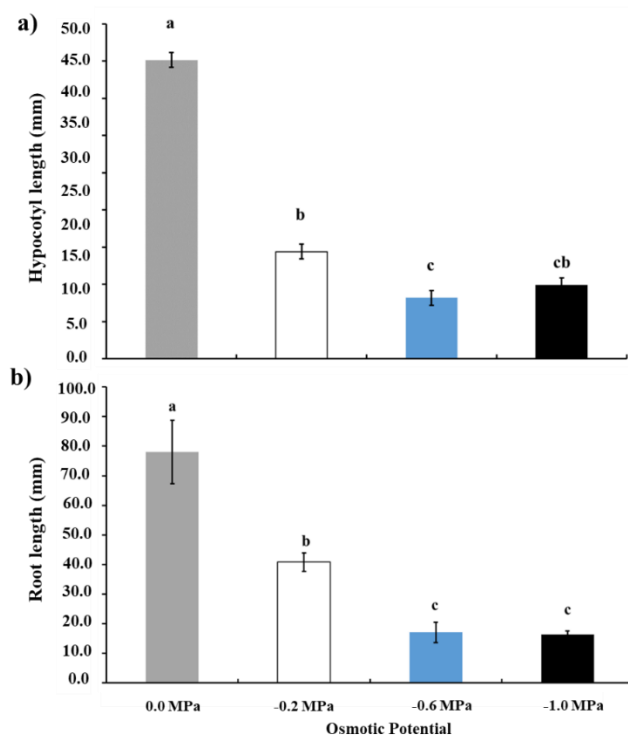 a)
Hypocotyl length (mm)
50.0
45.0
40.0
35.0
30.0
20.0
15.0
10.0
5.0
0.0
a
b
c
cb
b)
Root length (mm)
100.0
90.0
80.0
70.0
60.0
50.0
40.0
30.0
20.0
10.0
0.0
a
b
c
c
0.0 MPa
-0.2 MPa
-0.6 MPa
-1.0 MPa
Osmotic Potential